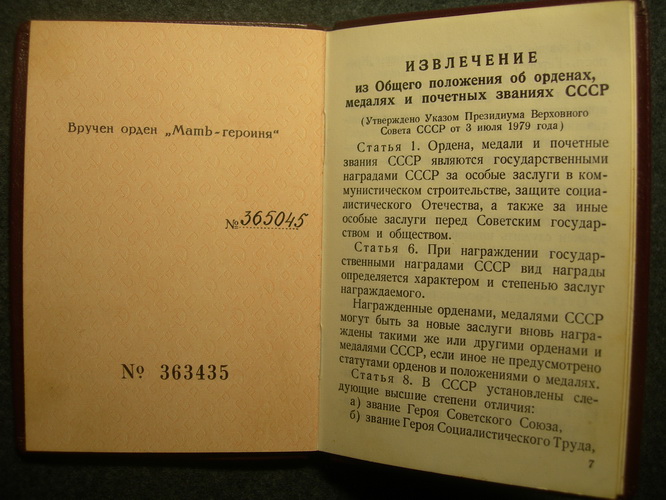 Вручен орден „Мать-героиня"
№ 365045
№ 363435
ИЗВЛЕЧЕНИЕ
из Общего положения об орденах,
медалях и почетных званиях СССР
(Утверждено Указом Президиума Верховного
Совета СССР от 3 июля 1979 года)
Статья 1. Ордена, медали и почетные
звания СССР являются государственными
наградами СССР за особые заслуги в ком-
мунистическом строительстве, защите социа-
листического Отечества, а также за иные
особые заслуги перед Советским государ-
ством и обществом.
Статья 6. При награждении государ-
ственными наградами СССР вид награды
определяется характером и степенью заслуг
награждаемого.
Награжденные орденами, медалями СССР
могут быть за новые заслуги вновь награ-
ждены такими же или другими орденами и
медалями СССР, если иное не предусмотрено
статутами орденов и положениями о медалях.
Статья 8. В СССР установлены сле-
дующие высшие степени отличия:
а) звание Героя Советского Союза,
б) звание Героя Социалистического Труда,
7